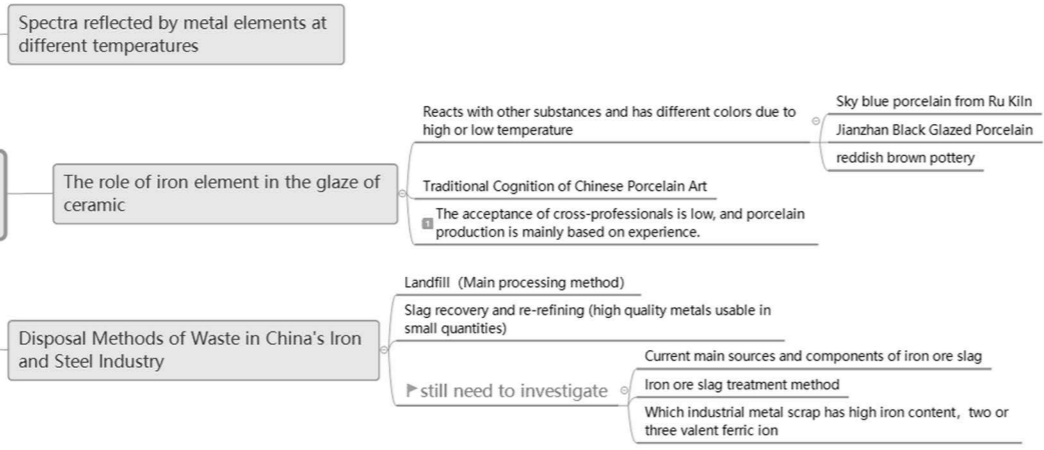 Spectra reflected by metal elements at
different temperatures
The role of iron element in the glaze of
ceramic
Reacts with other substances and has different colors due to
high or low temperature
Sky blue porcelain from Ru Kiln
Jianzhan Black Glazed Porcelain
reddish brown pottery
Traditional Cognition of Chinese Porcelain Art
1 The acceptance of cross-professionals is low, and porcelain
production is mainly based on experience.
Disposal Methods of Waste in China's Iron
and Steel Industry
Landfill (Main processing method)
Slag recovery and re-refining (high quality metals usable in
small quantities)
still need to investigate
Current main sources and components of iron ore slag
Iron ore slag treatment method
Which industrial metal scrap has high iron content, two or
three valent ferric ion